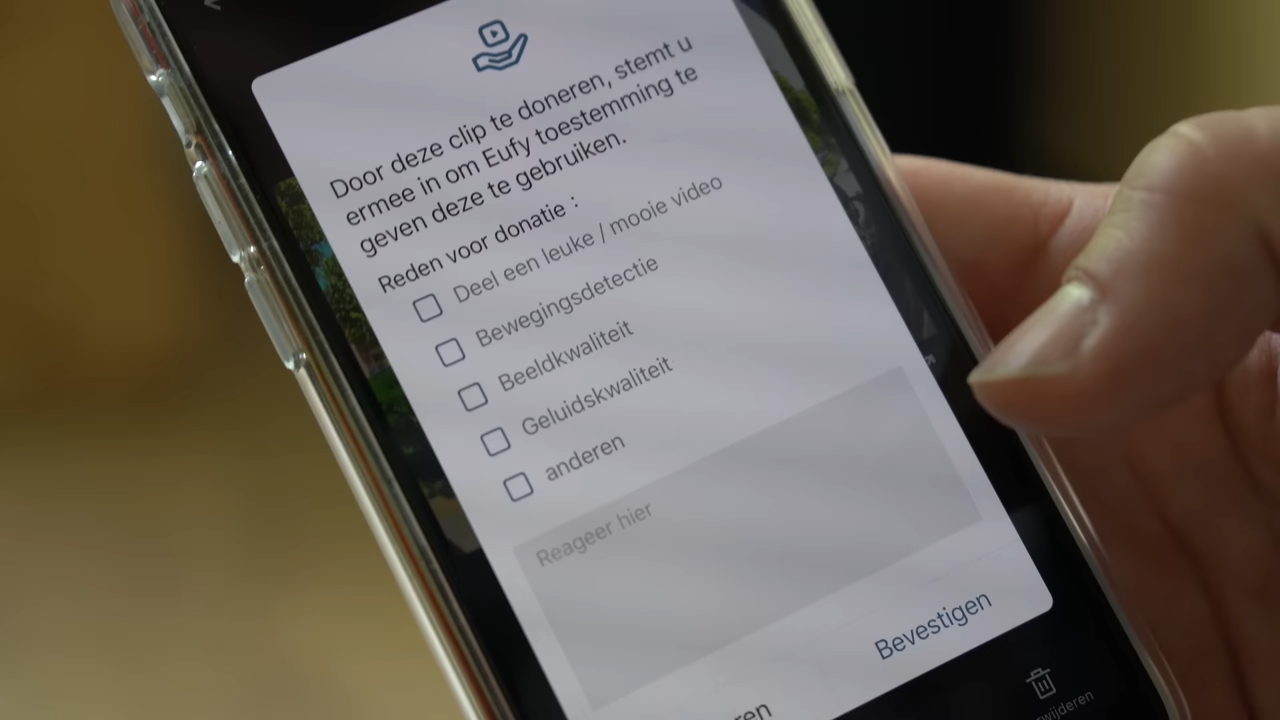 Door deze clip te doneren, stemt u
ermee in om Eufy toestemming te
geven deze te gebruiken.
Reden voor donatie :
Deel een leuke / mooie video
Bewegingsdetectie
Beeldkwaliteit
Geluidskwaliteit
anderen
Reageer hier
Bevestigen